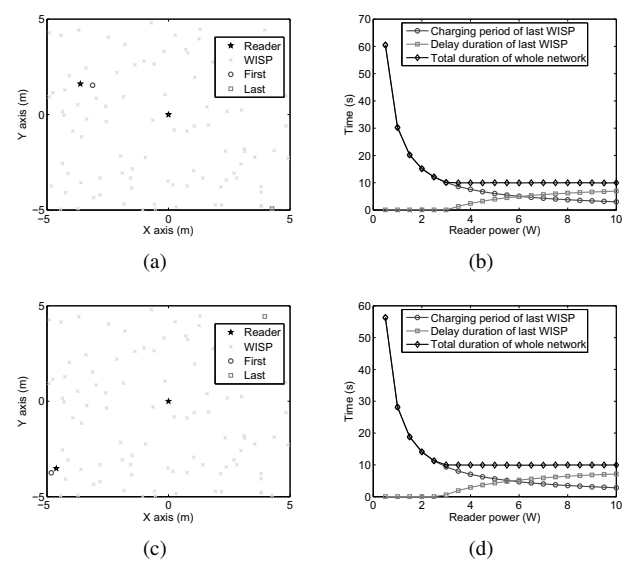 5
0
−5
−5
0
5
Y axis (m)
X axis (m)
Reader
WISP
First
Last
(a)
70
60
50
40
30
20
10
0
0
2
4
6
8
10
Time (s)
Reader power (W)
Charging period of last WISP
Delay duration of last WISP
Total duration of whole network
(b)
5
0
−5
−5
0
5
Y axis (m)
X axis (m)
Reader
WISP
First
Last
(c)
60
50
40
30
20
10
0
0
2
4
6
8
10
Time (s)
Reader power (W)
Charging period of last WISP
Delay duration of last WISP
Total duration of whole network
(d)